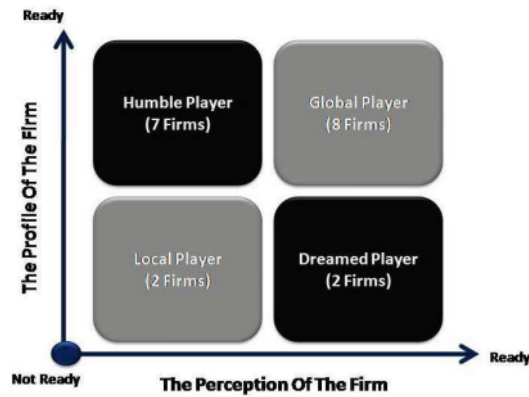 Ready
The Profile Of The Firm
Humble Player
(7 Firms)
Global Player
(8 Firms)
Local Player
(2 Firms)
Dreamed Player
(2 Firms)
Not Ready
The Perception Of The Firm
Ready